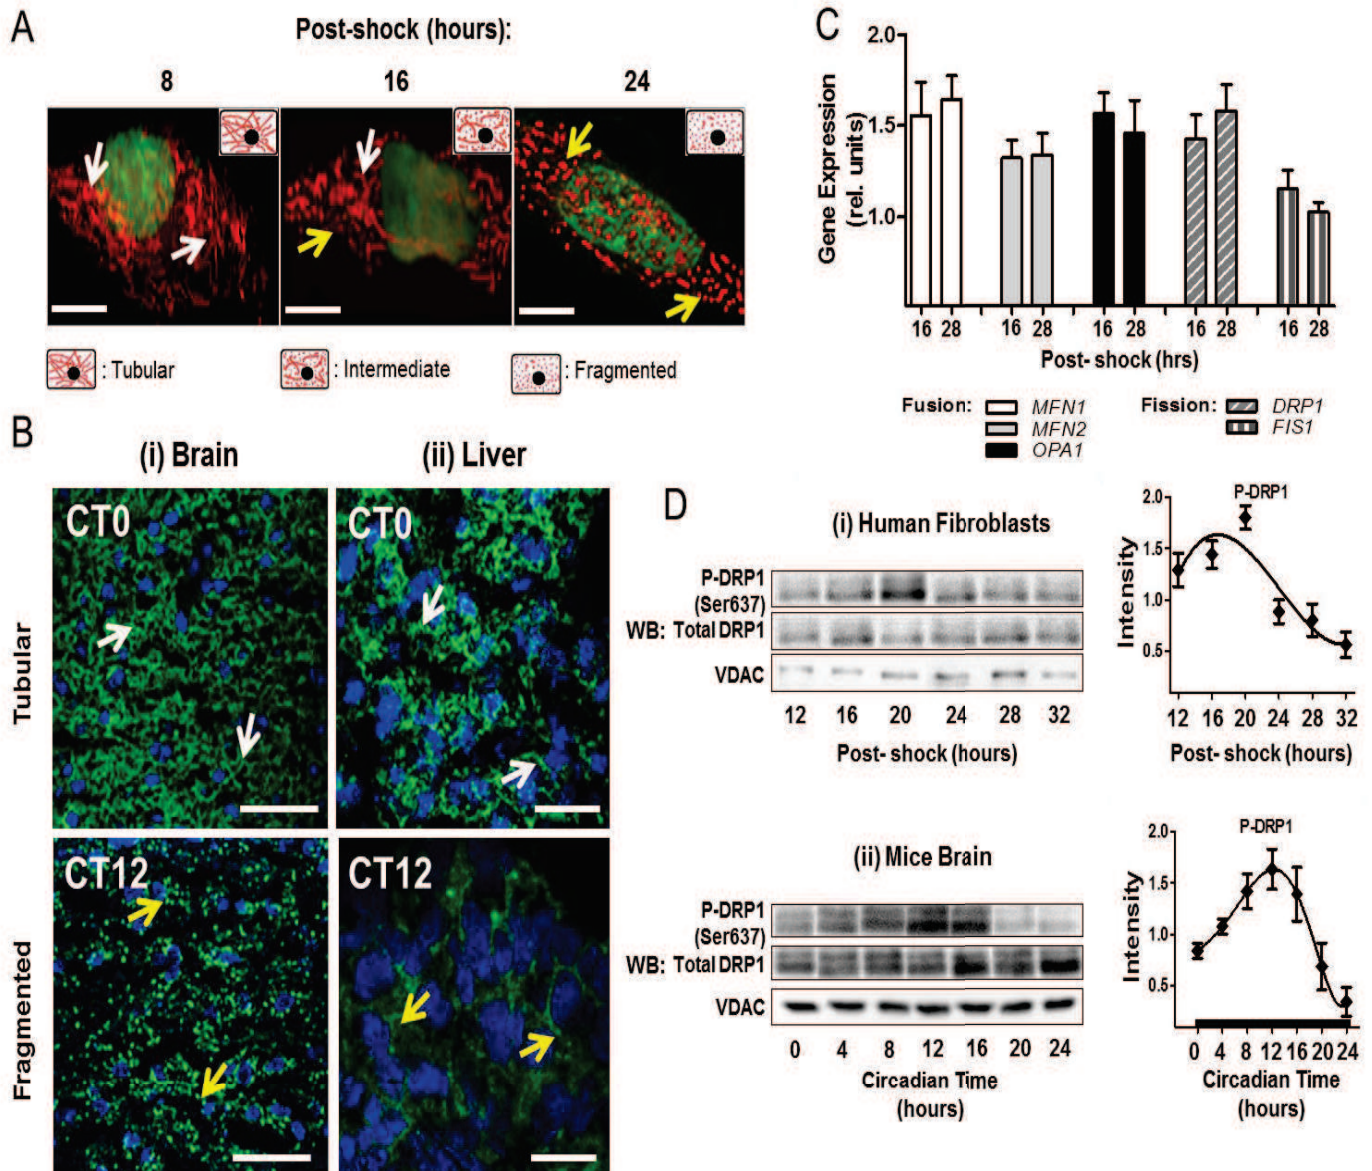 A
Post-shock (hours):
8 16 24
: Tubular : Intermediate : Fragmented
B
(i) Brain (ii) Liver
Tubular
CT0 CT0
Fragmented
CT12 CT12
C
Gene Expression
(rel. units)
2.0
1.5
1.0
16 28 16 28 16 28 16 28 16 28
Post- shock (hrs)
Fusion: MFN1 Fission: DRP1
MFN2 FIS1
OPA1
D
(i) Human Fibroblasts
P-DRP1
(Ser637)
WB: Total DRP1
VDAC
12 16 20 24 28 32
Post- shock (hours)
P-DRP1
Intensity
2.0
1.5
1.0
0.5
12 16 20 24 28 32
Post- shock (hours)
(ii) Mice Brain
P-DRP1
(Ser637)
WB: Total DRP1
VDAC
0 4 8 12 16 20 24
Circadian Time
(hours)
P-DRP1
Intensity
2.0
1.5
1.0
0.5
0 4 8 12 16 20 24
Circadian Time
(hours)